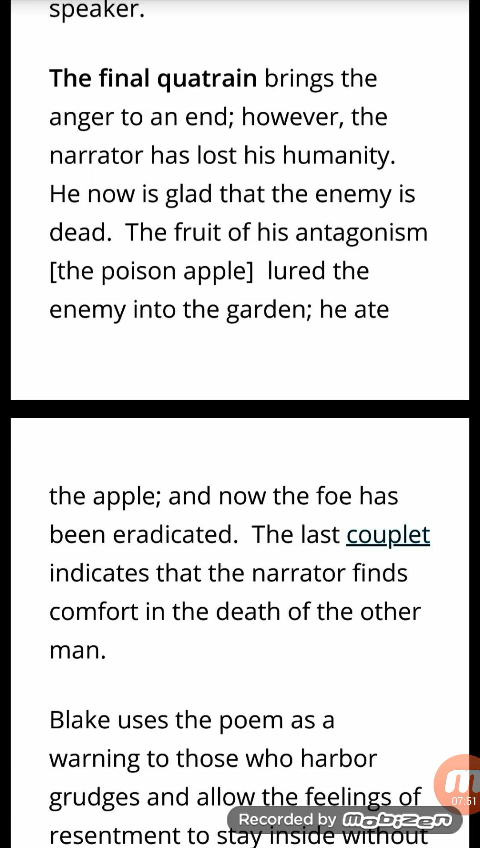 speaker.
The final quatrain brings the
anger to an end; however, the
narrator has lost his humanity.
He now is glad that the enemy is
dead.  The fruit of his antagonism
[the poison apple]  lured the
enemy into the garden; he ate
the apple; and now the foe has
been eradicated.  The last couplet
indicates that the narrator finds
comfort in the death of the other
man.
Blake uses the poem as a
warning to those who harbor
grudges and allow the feelings of
07:51
Recorded by mobizen
resentment to stay inside without